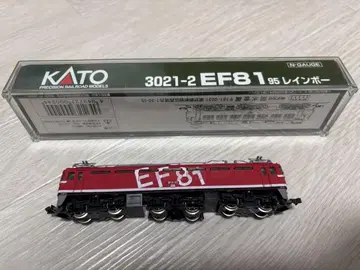 KATO
PRECISION RAILROAD MODELS
N-GAUGE
3021-2 EF81 95 レインボー
EF81